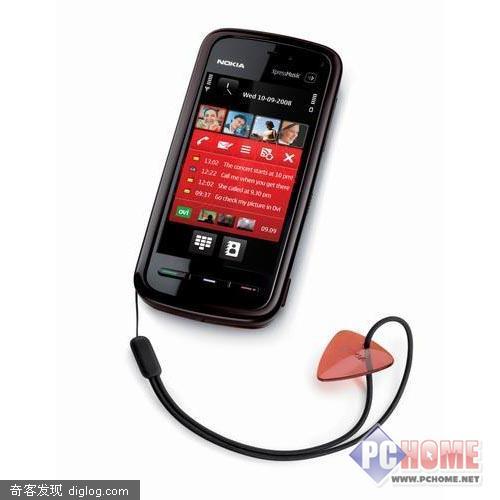 NOKIA
XpressMusic
Wed 10-09-2008
13:02 The concert starts at 10 pm
12:22 Call me when you get there
12:02 She called at 9.30 pm
09:37 Go check my picture in Ovi
ovi
09.09
PCHOME
WWW.PCHOME.NET
奇客发现 diglog.com